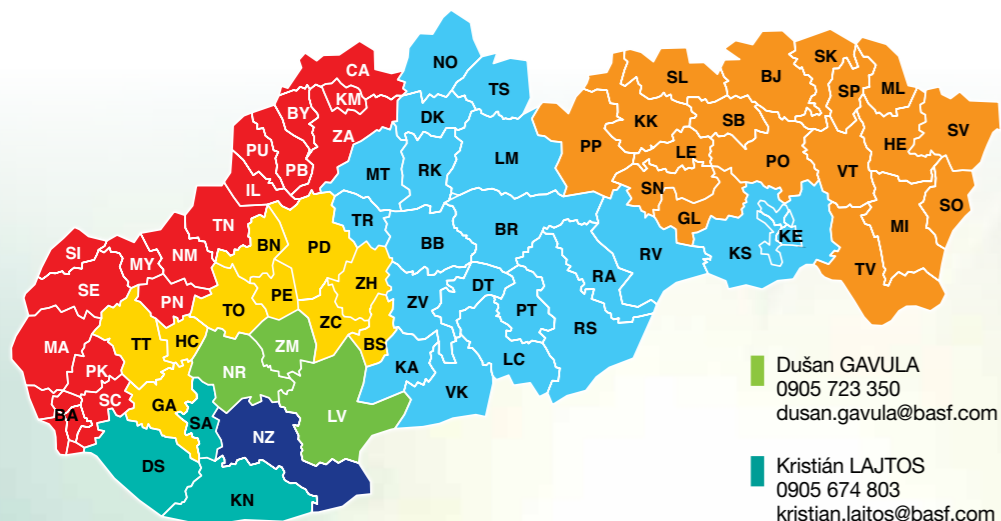 CA
NO
TS
KM
BY
DK
ZA
PU
PB
IL
MT
RK
LM
TN
TR
SL
BJ
SK
SP
ML
KK
SB
SV
PP
LE
PO
HE
VT
SN
GL
SO
MI
KS
KE
TV
BN
PD
BB
BR
RV
RA
SI
MY
NM
SE
PN
TO
PE
ZH
ZV
DT
PT
RS
ZC
BS
MA
TT
HC
ZM
PK
NR
KA
LC
VK
SC
BA
GA
SA
LV
NZ
DS
KN
Dušan GAVULA
0905 723 350
dusan.gavula@basf.com
Kristián LAJTOS
0905 674 803
kristian.lajtos@basf.com